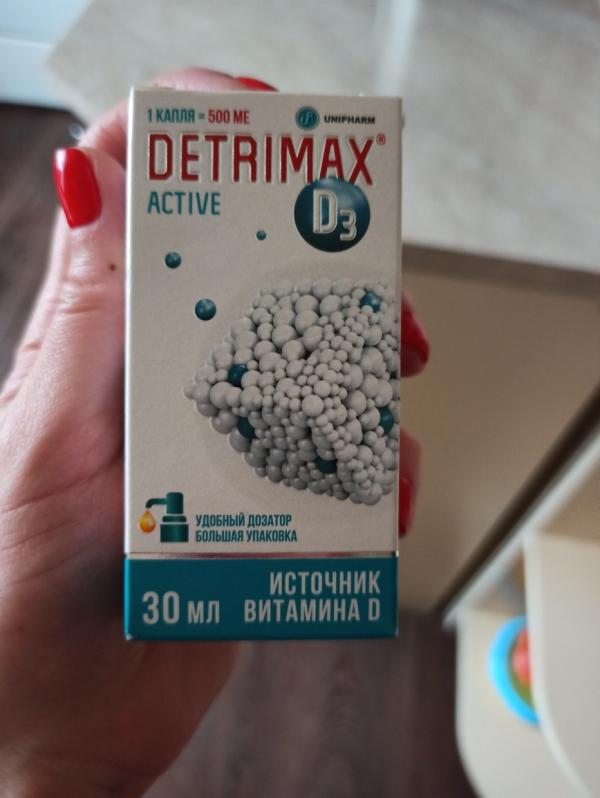 1 КАПЛЯ = 500 МЕ
UNIPHARM
DETRIMAX®
ACTIVE
D3
УДОБНЫЙ ДОЗАТОР
БОЛЬШАЯ УПАКОВКА
30 МЛ
ИСТОЧНИК
ВИТАМИНА D